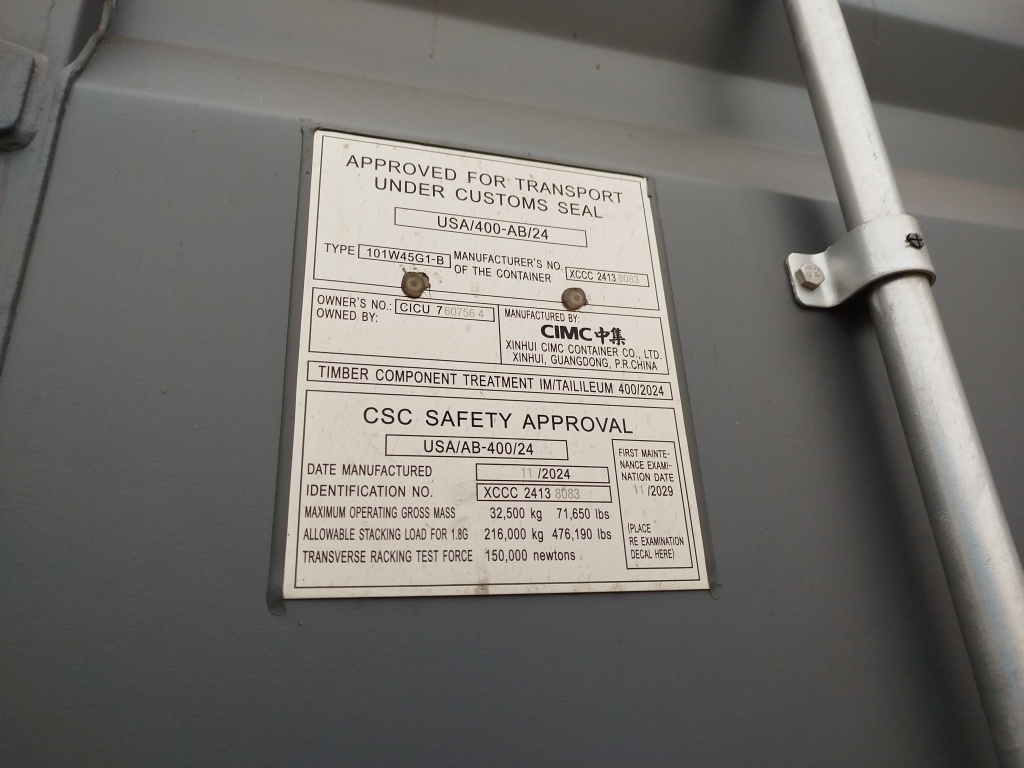 APPROVED FOR TRANSPORT
UNDER CUSTOMS SEAL
USA/400-AB/24
TYPE 101W45G1-B MANUFACTURER'S NO. OF THE CONTAINER XCCC 2413 8083
OWNER'S NO.: CICU 760756 4
OWNED BY:
MANUFACTURED BY:
CIMC 中集
XINHUI CIMC CONTAINER CO., LTD.
XINHUI, GUANGDONG, P.R.CHINA
TIMBER COMPONENT TREATMENT IM/TAILILEUM 400/2024
CSC SAFETY APPROVAL
USA/AB-400/24
DATE MANUFACTURED 11 /2024
IDENTIFICATION NO. XCCC 2413 8083
MAXIMUM OPERATING GROSS MASS 32,500 kg 71,650 lbs
ALLOWABLE STACKING LOAD FOR 1.8G 216,000 kg 476,190 lbs
TRANSVERSE RACKING TEST FORCE 150,000 newtons
FIRST MAINTE-
NANCE EXAMI-
NATION DATE
11 /2029
(PLACE
RE EXAMINATION
DECAL HERE)